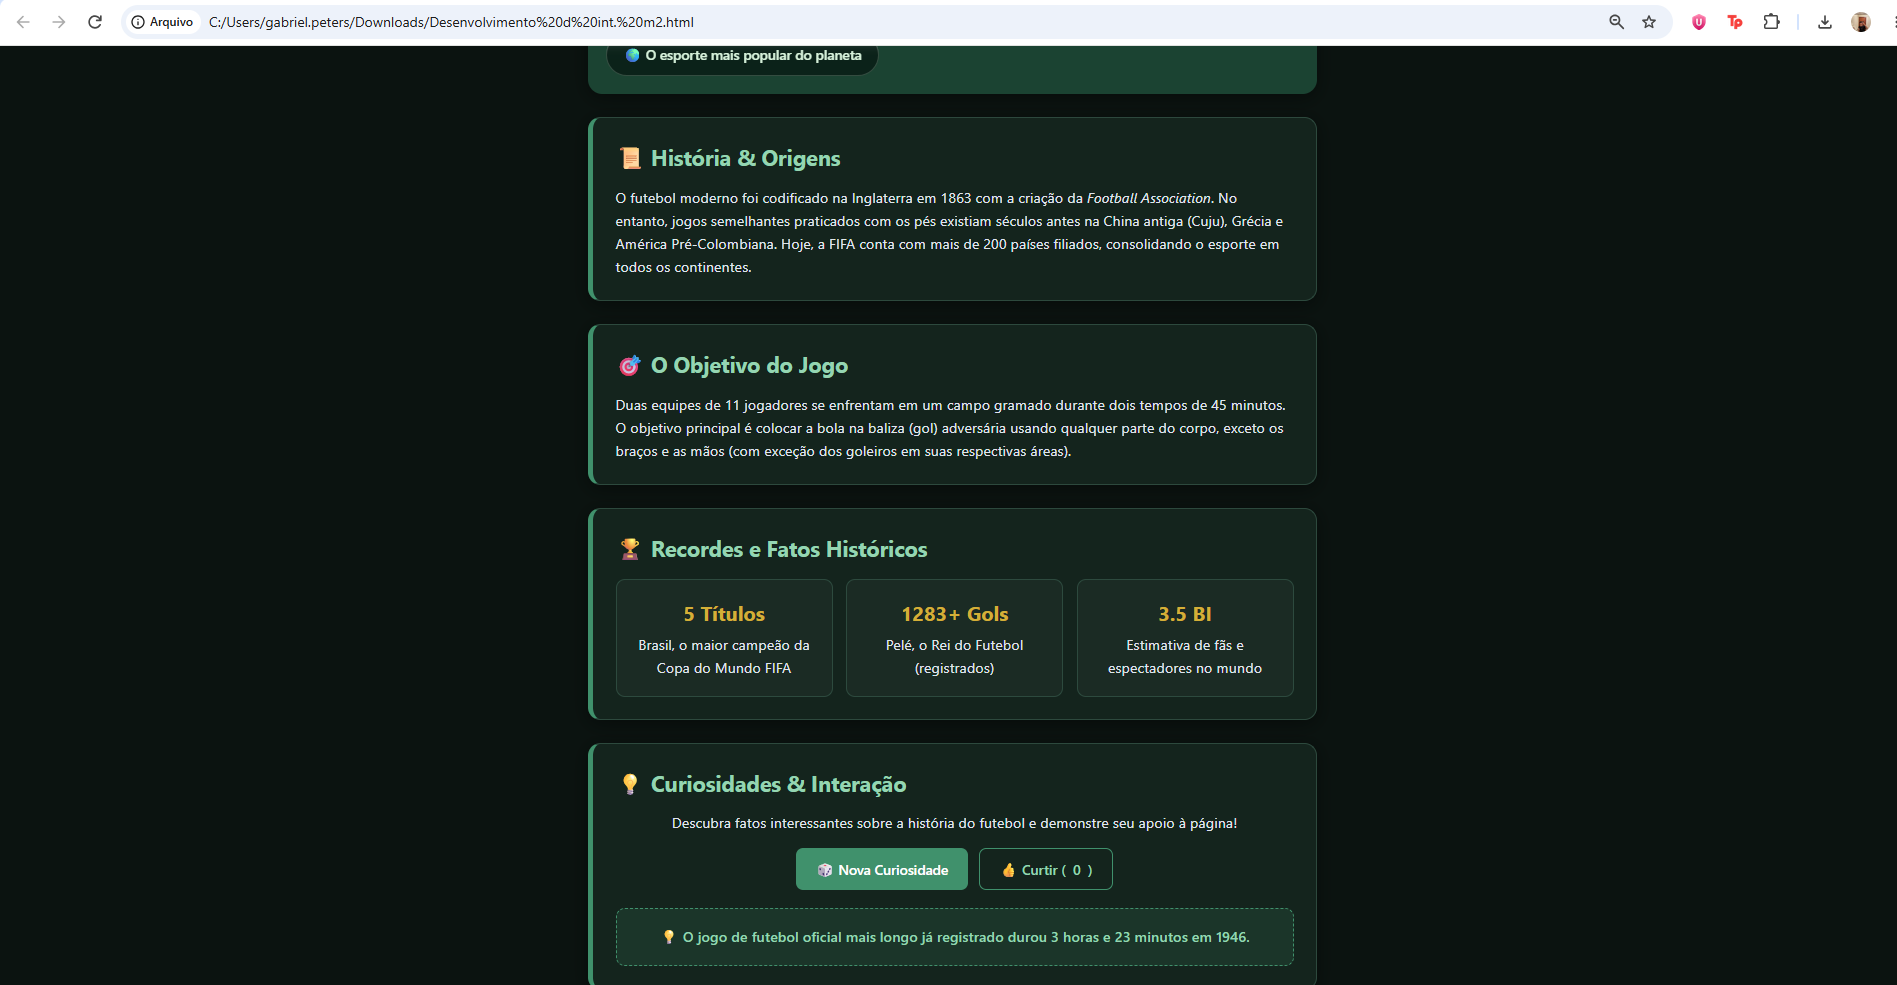 Arquivo
C:/Users/gabriel.peters/Downloads/Desenvolvimento%20d%20int.%20m2.html
O esporte mais popular do planeta
História & Origens
O futebol moderno foi codificado na Inglaterra em 1863 com a criação da Football Association. No
entanto, jogos semelhantes praticados com os pés existiam séculos antes na China antiga (Cuju), Grécia e
América Pré-Colombiana. Hoje, a FIFA conta com mais de 200 países filiados, consolidando o esporte em
todos os continentes.
O Objetivo do Jogo
Duas equipes de 11 jogadores se enfrentam em um campo gramado durante dois tempos de 45 minutos.
O objetivo principal é colocar a bola na baliza (gol) adversária usando qualquer parte do corpo, exceto os
braços e as mãos (com exceção dos goleiros em suas respectivas áreas).
Recordes e Fatos Históricos
5 Títulos
Brasil, o maior campeão da
Copa do Mundo FIFA
1283+ Gols
Pelé, o Rei do Futebol
(registrados)
3.5 BI
Estimativa de fãs e
espectadores no mundo
Curiosidades & Interação
Descubra fatos interessantes sobre a história do futebol e demonstre seu apoio à página!
Nova Curiosidade
Curtir ( 0 )
O jogo de futebol oficial mais longo já registrado durou 3 horas e 23 minutos em 1946.